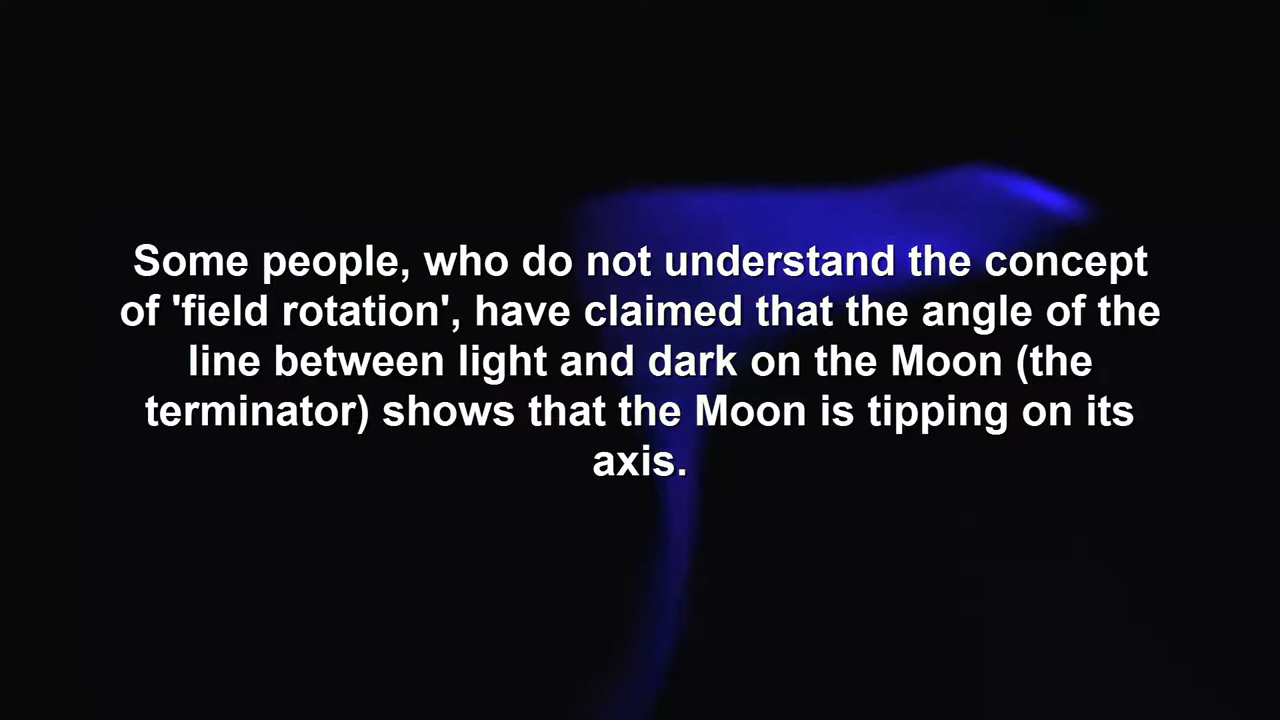 Some people, who do not understand the concept
of 'field rotation', have claimed that the angle of the
line between light and dark on the Moon (the
terminator) shows that the Moon is tipping on its
axis.